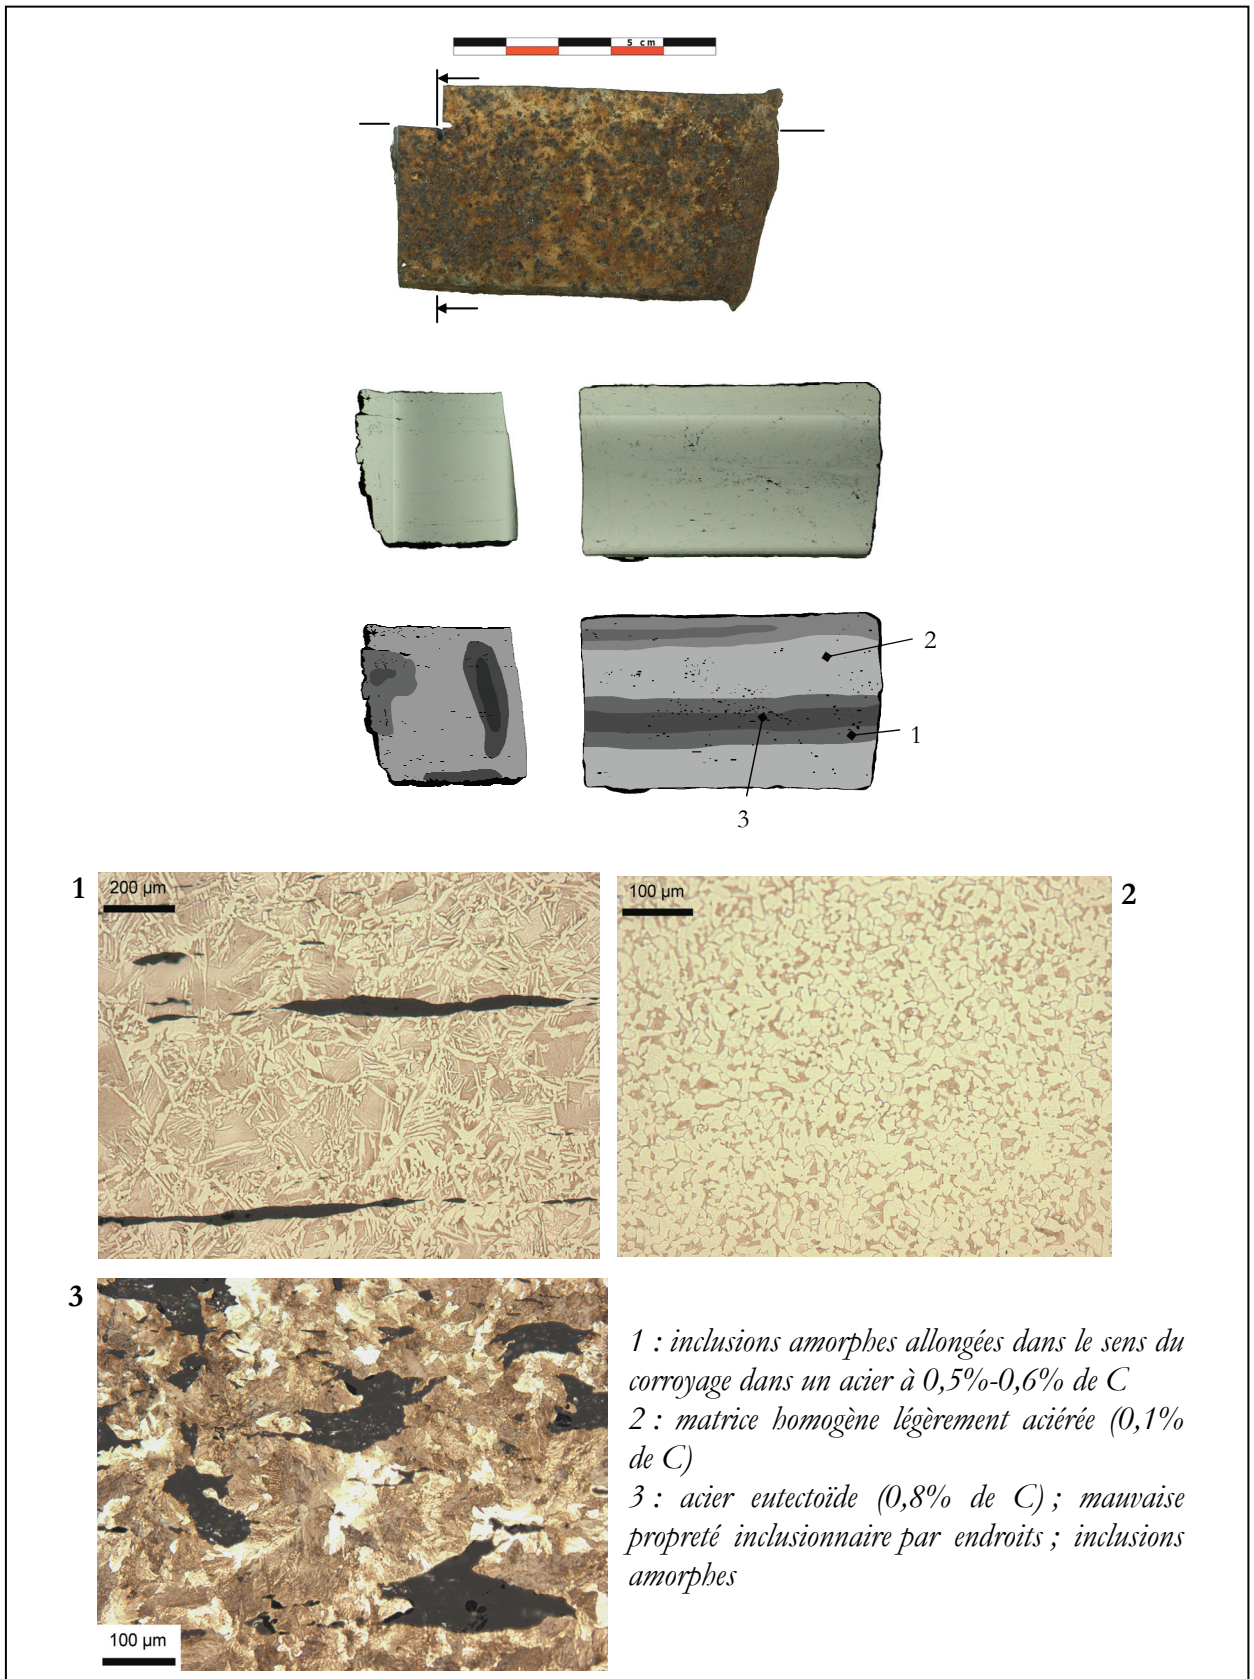 5 cm
2
1
3
1
200 µm
100 µm
2
3
100 µm
1 : inclusions amorphes allongées dans le sens du
corroyage dans un acier à 0,5%-0,6% de C
2 : matrice homogène légèrement aciérée (0,1%
de C)
3 : acier eutectoïde (0,8% de C) ; mauvaise
propreté inclusionnaire par endroits ; inclusions
amorphes